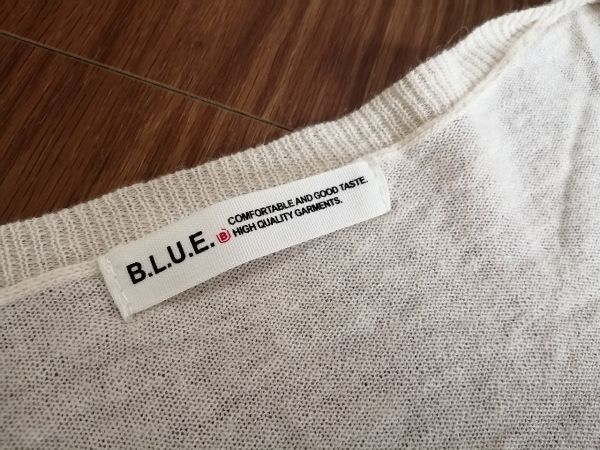 B.L.U.E.
B
COMFORTABLE AND GOOD TASTE.
HIGH QUALITY GARMENTS.